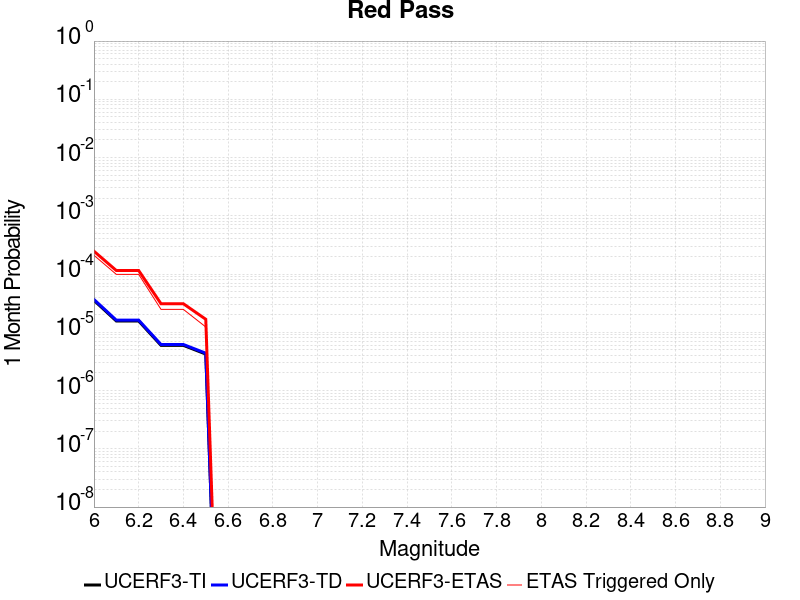 Red Pass
10^0
10^-1
10^-2
10^-3
10^-4
10^-5
10^-6
10^-7
10^-8
1 Month Probability
6 6.2 6.4 6.6 6.8 7 7.2 7.4 7.6 7.8 8 8.2 8.4 8.6 8.8 9
Magnitude
UCERF3-TI UCERF3-TD UCERF3-ETAS ETAS Triggered Only